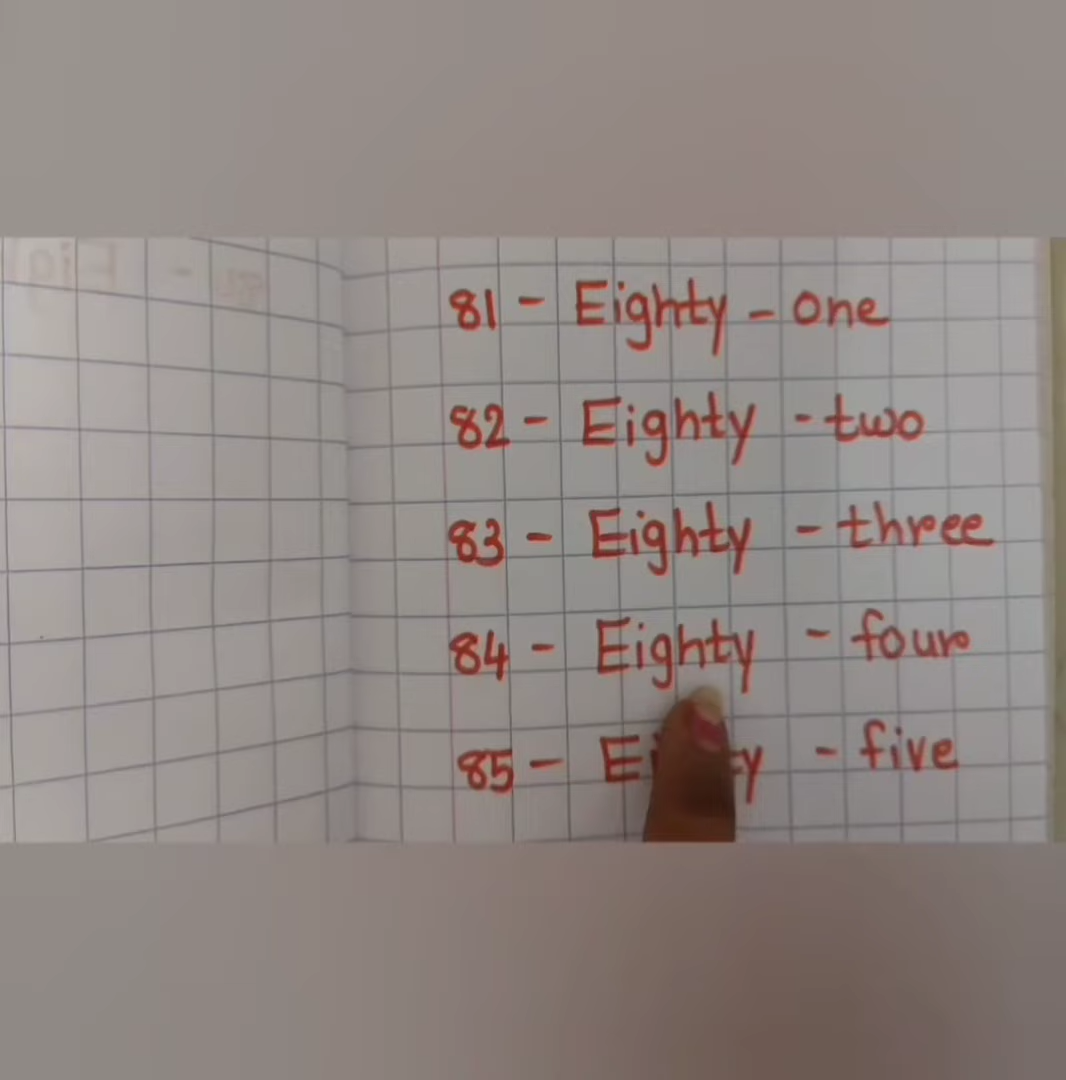 81 - Eighty - one
82 - Eighty - two
83 - Eighty - three
84 - Eighty - four
85 - - five